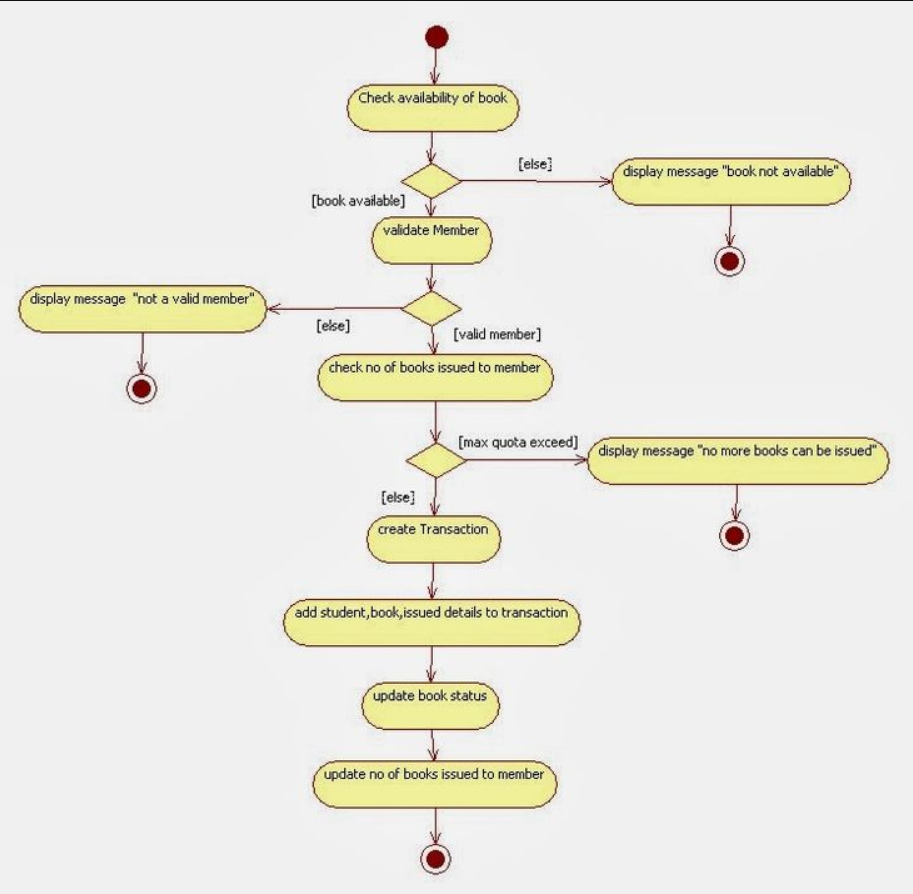 Check availability of book
[else]
display message "book not available"
[book available]
validate Member
display message  "not a valid member"
[else]
[valid member]
check no of books issued to member
[max quota exceed]
display message "no more books can be issued"
[else]
create Transaction
add student,book,issued details to transaction
update book status
update no of books issued to member